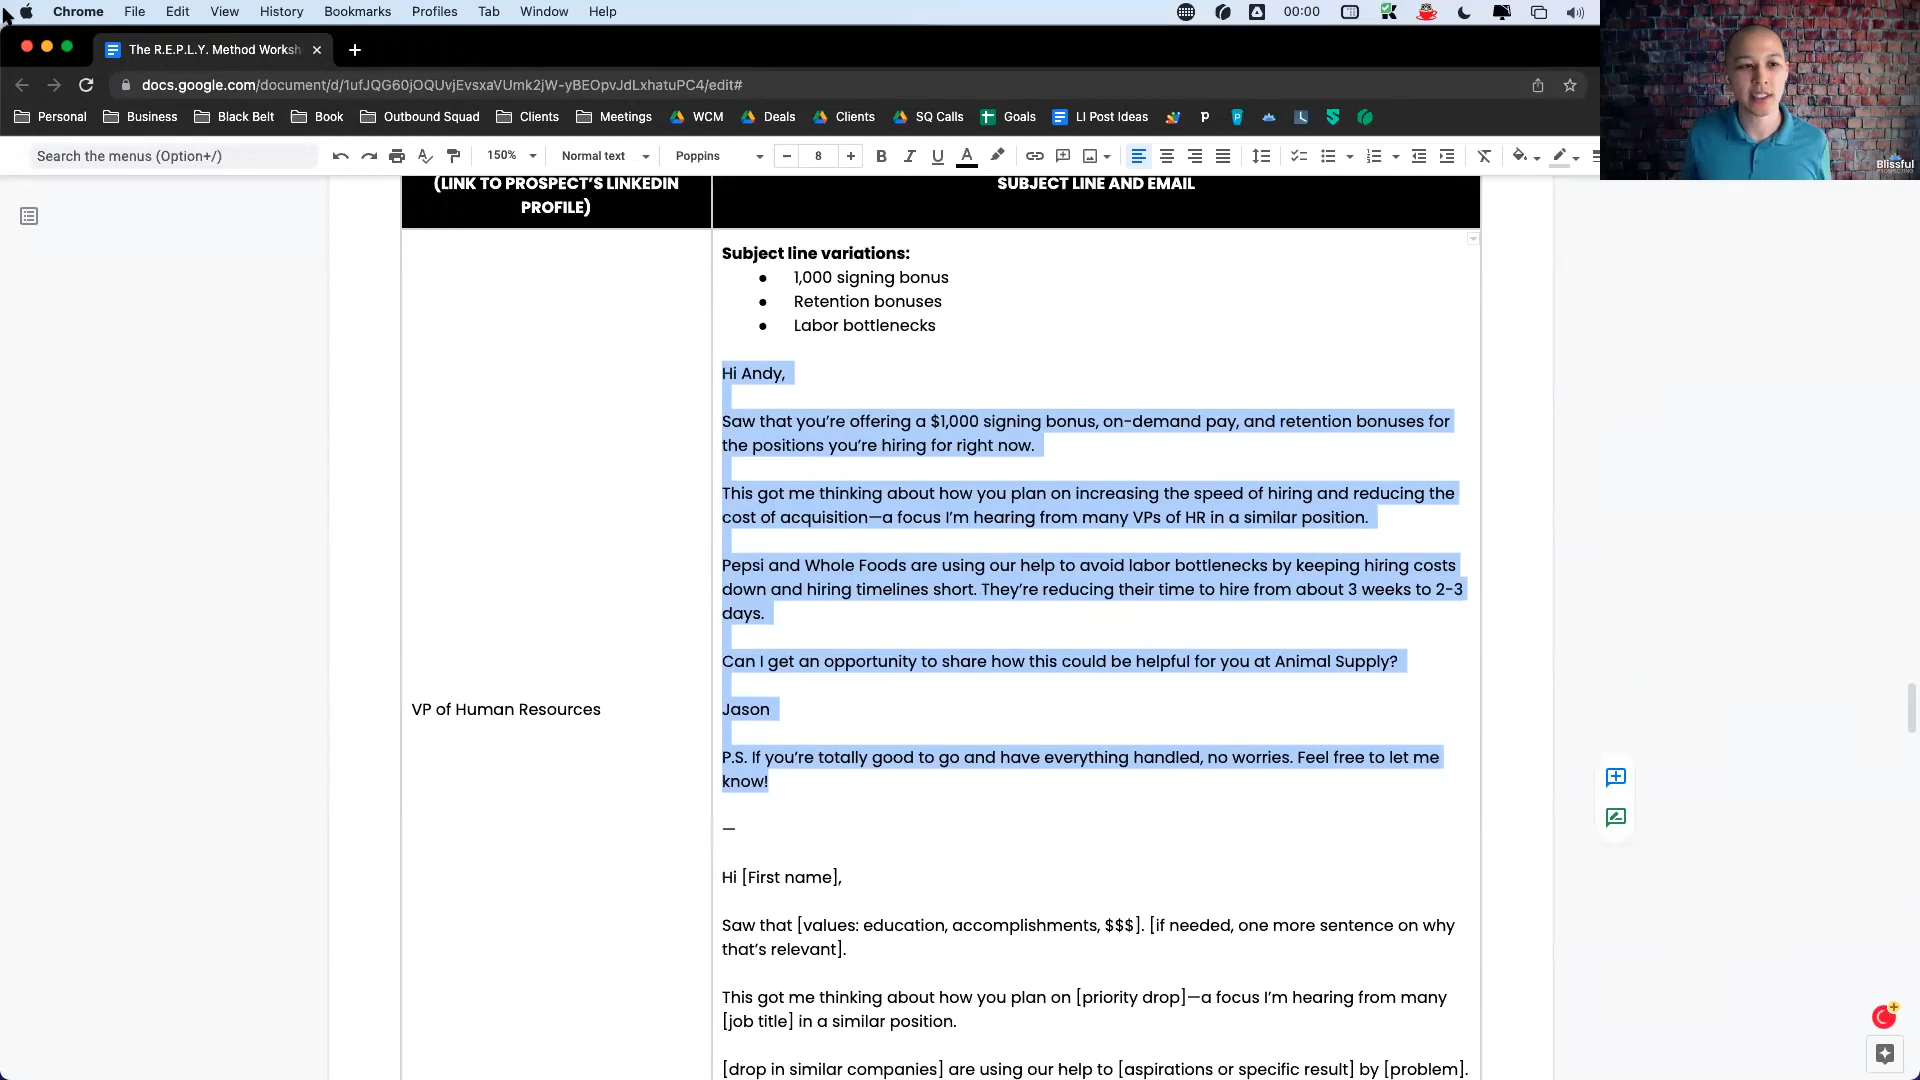 Chrome File Edit View History Bookmarks Profiles Tab Window Help 00:00
The R.E.P.L.Y. Method Worksh
docs.google.com/document/d/1ufJQG60jOQUvjEvsxaVUmk2jW-yBEOpvJdLxhatuPC4/edit#
Personal Business Black Belt Book Outbound Squad Clients Meetings WCM Deals Clients SQ Calls Goals LI Post Ideas
Search the menus (Option+/) 150% Normal text Poppins 8
Blissful
PROSPECTING
(LINK TO PROSPECT'S LINKEDIN
PROFILE)
SUBJECT LINE AND EMAIL
VP of Human Resources
Subject line variations:
● 1,000 signing bonus
● Retention bonuses
● Labor bottlenecks
Hi Andy,
Saw that you're offering a $1,000 signing bonus, on-demand pay, and retention bonuses for
the positions you're hiring for right now.
This got me thinking about how you plan on increasing the speed of hiring and reducing the
cost of acquisition—a focus I'm hearing from many VPs of HR in a similar position.
Pepsi and Whole Foods are using our help to avoid labor bottlenecks by keeping hiring costs
down and hiring timelines short. They're reducing their time to hire from about 3 weeks to 2-3
days.
Can I get an opportunity to share how this could be helpful for you at Animal Supply?
Jason
P.S. If you're totally good to go and have everything handled, no worries. Feel free to let me
know!
—
Hi [First name],
Saw that [values: education, accomplishments, $$$]. [if needed, one more sentence on why
that's relevant].
This got me thinking about how you plan on [priority drop]—a focus I'm hearing from many
[job title] in a similar position.
[drop in similar companies] are using our help to [aspirations or specific result] by [problem].